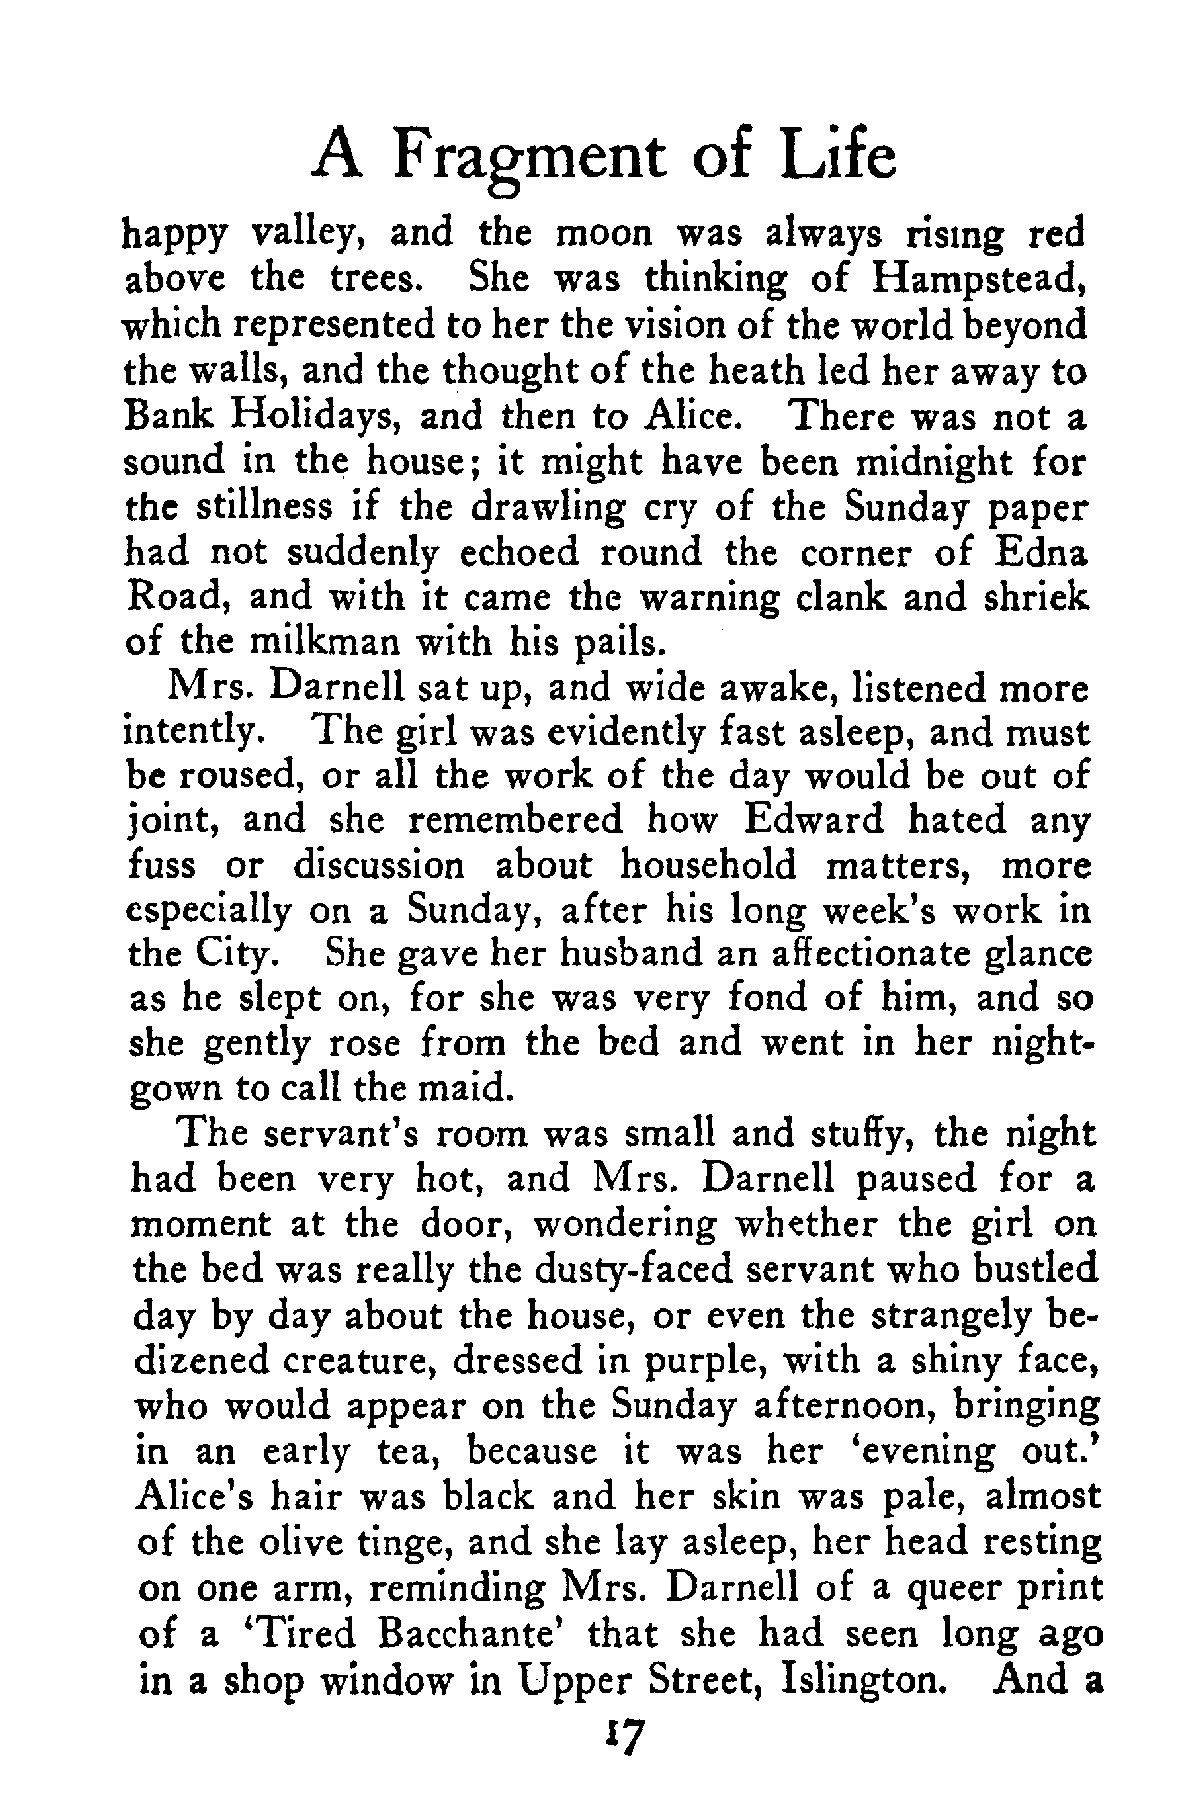 A Fragment of Life
happy valley, and the moon was always rising red
above the trees. She was thinking of Hampstead,
which represented to her the vision of the world beyond
the walls, and the thought of the heath led her away to
Bank Holidays, and then to Alice. There was not a
sound in the house; it might have been midnight for
the stillness if the drawling cry of the Sunday paper
had not suddenly echoed round the corner of Edna
Road, and with it came the warning clank and shriek
of the milkman with his pails.
Mrs. Darnell sat up, and wide awake, listened more
intently. The girl was evidently fast asleep, and must
be roused, or all the work of the day would be out of
joint, and she remembered how Edward hated any
fuss or discussion about household matters, more
especially on a Sunday, after his long week's work in
the City. She gave her husband an affectionate glance
as he slept on, for she was very fond of him, and so
she gently rose from the bed and went in her night-
gown to call the maid.
The servant's room was small and stuffy, the night
had been very hot, and Mrs. Darnell paused for a
moment at the door, wondering whether the girl on
the bed was really the dusty-faced servant who bustled
day by day about the house, or even the strangely be-
dizened creature, dressed in purple, with a shiny face,
who would appear on the Sunday afternoon, bringing
in an early tea, because it was her 'evening out.'
Alice's hair was black and her skin was pale, almost
of the olive tinge, and she lay asleep, her head resting
on one arm, reminding Mrs. Darnell of a queer print
of a 'Tired Bacchante' that she had seen long ago
in a shop window in Upper Street, Islington. And a
17